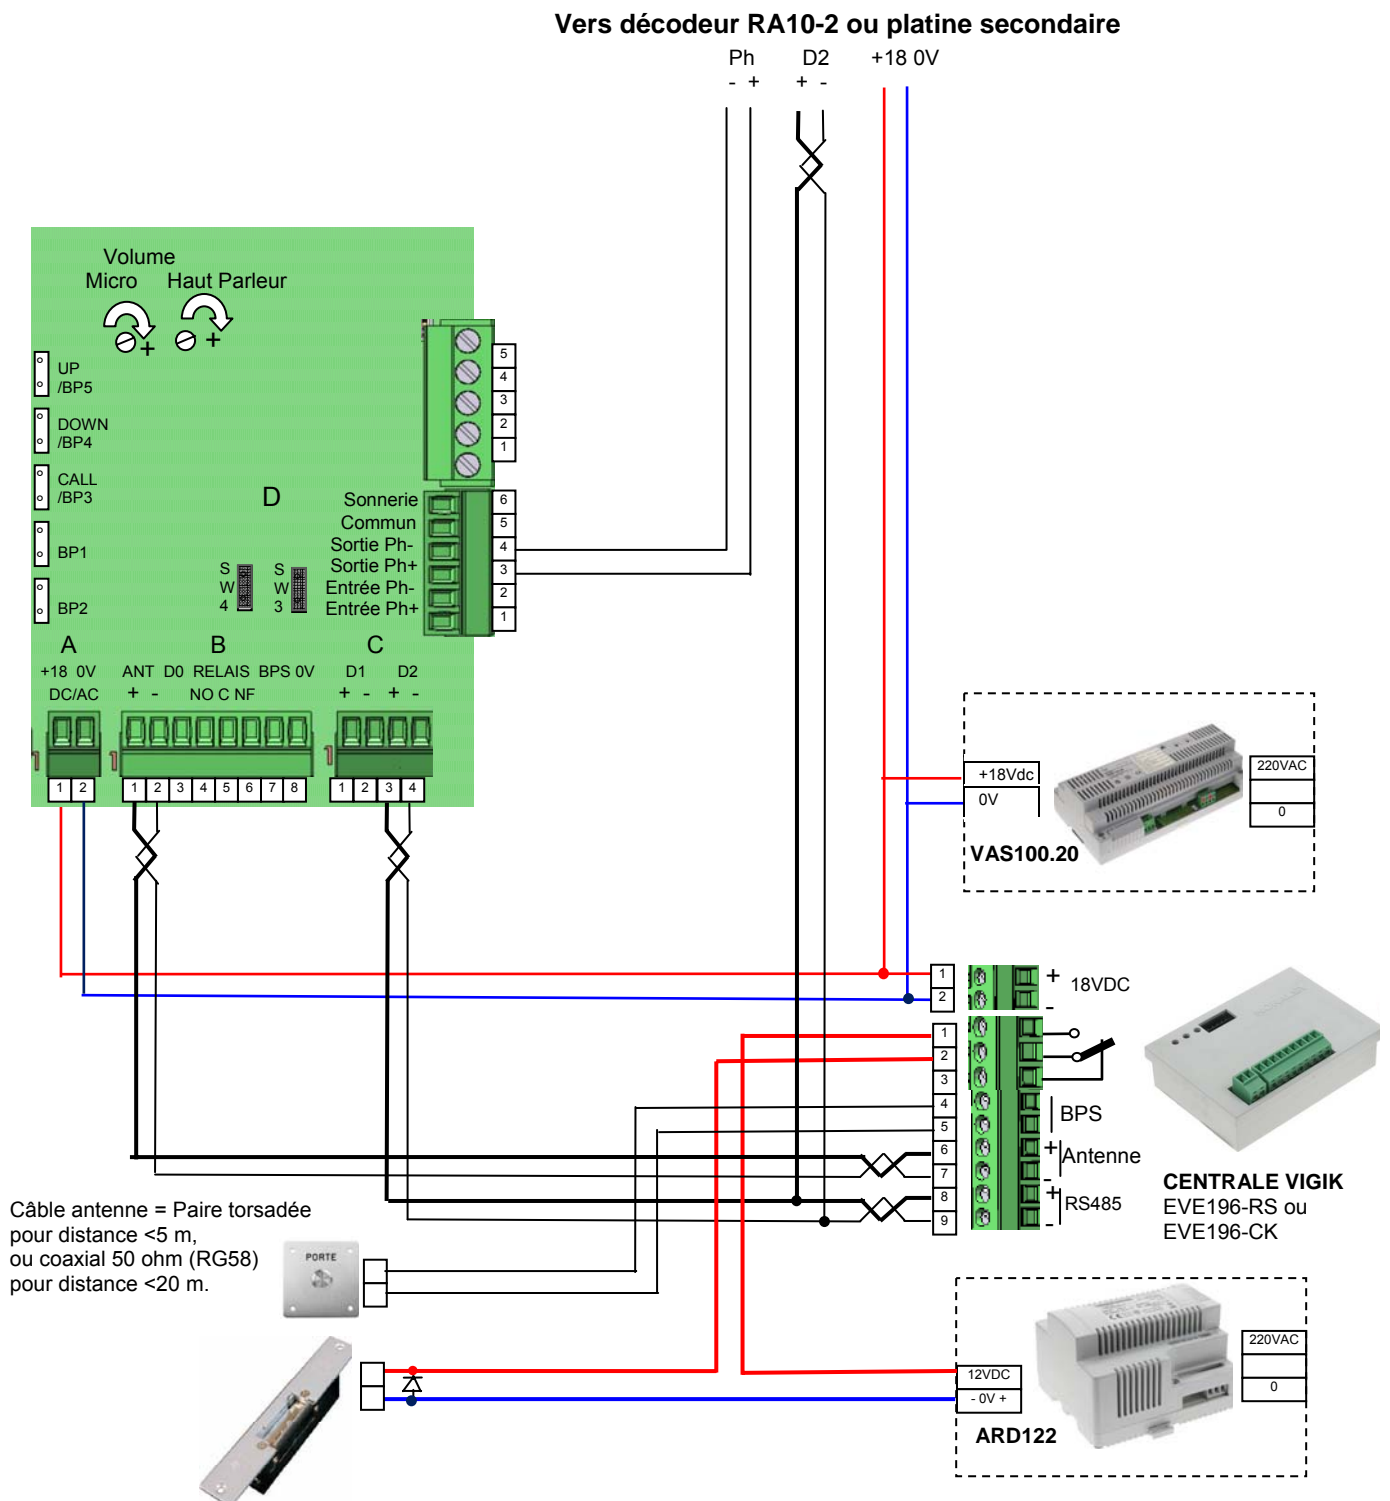 Vers décodeur RA10-2 ou platine secondaire
Ph D2 +18 0V
- + + -
Volume
Micro Haut Parleur
+ +
UP
/BP5
DOWN
/BP4
CALL
/BP3
BP1
BP2
5
4
3
2
1
D
Sonnerie 6
Commun 5
Sortie Ph- 4
Sortie Ph+ 3
Entrée Ph- 2
Entrée Ph+ 1
S
W
4
S
W
3
A B C
+18 0V ANT D0 RELAIS BPS 0V D1 D2
DC/AC + - NO C NF + - + -
1 1 1
1 2 1 2 3 4 5 6 7 8 1 2 3 4
+18Vdc
0V
VAS100.20
220VAC
0
1 +
2 -
18VDC
1
2
3
4
5
BPS
6 +
7 -
Antenne
8 +
9 -
RS485
CENTRALE VIGIK
EVE196-RS ou
EVE196-CK
Câble antenne = Paire torsadée
pour distance <5 m,
ou coaxial 50 ohm (RG58)
pour distance <20 m.
PORTE
12VDC
- 0V +
ARD122
220VAC
0